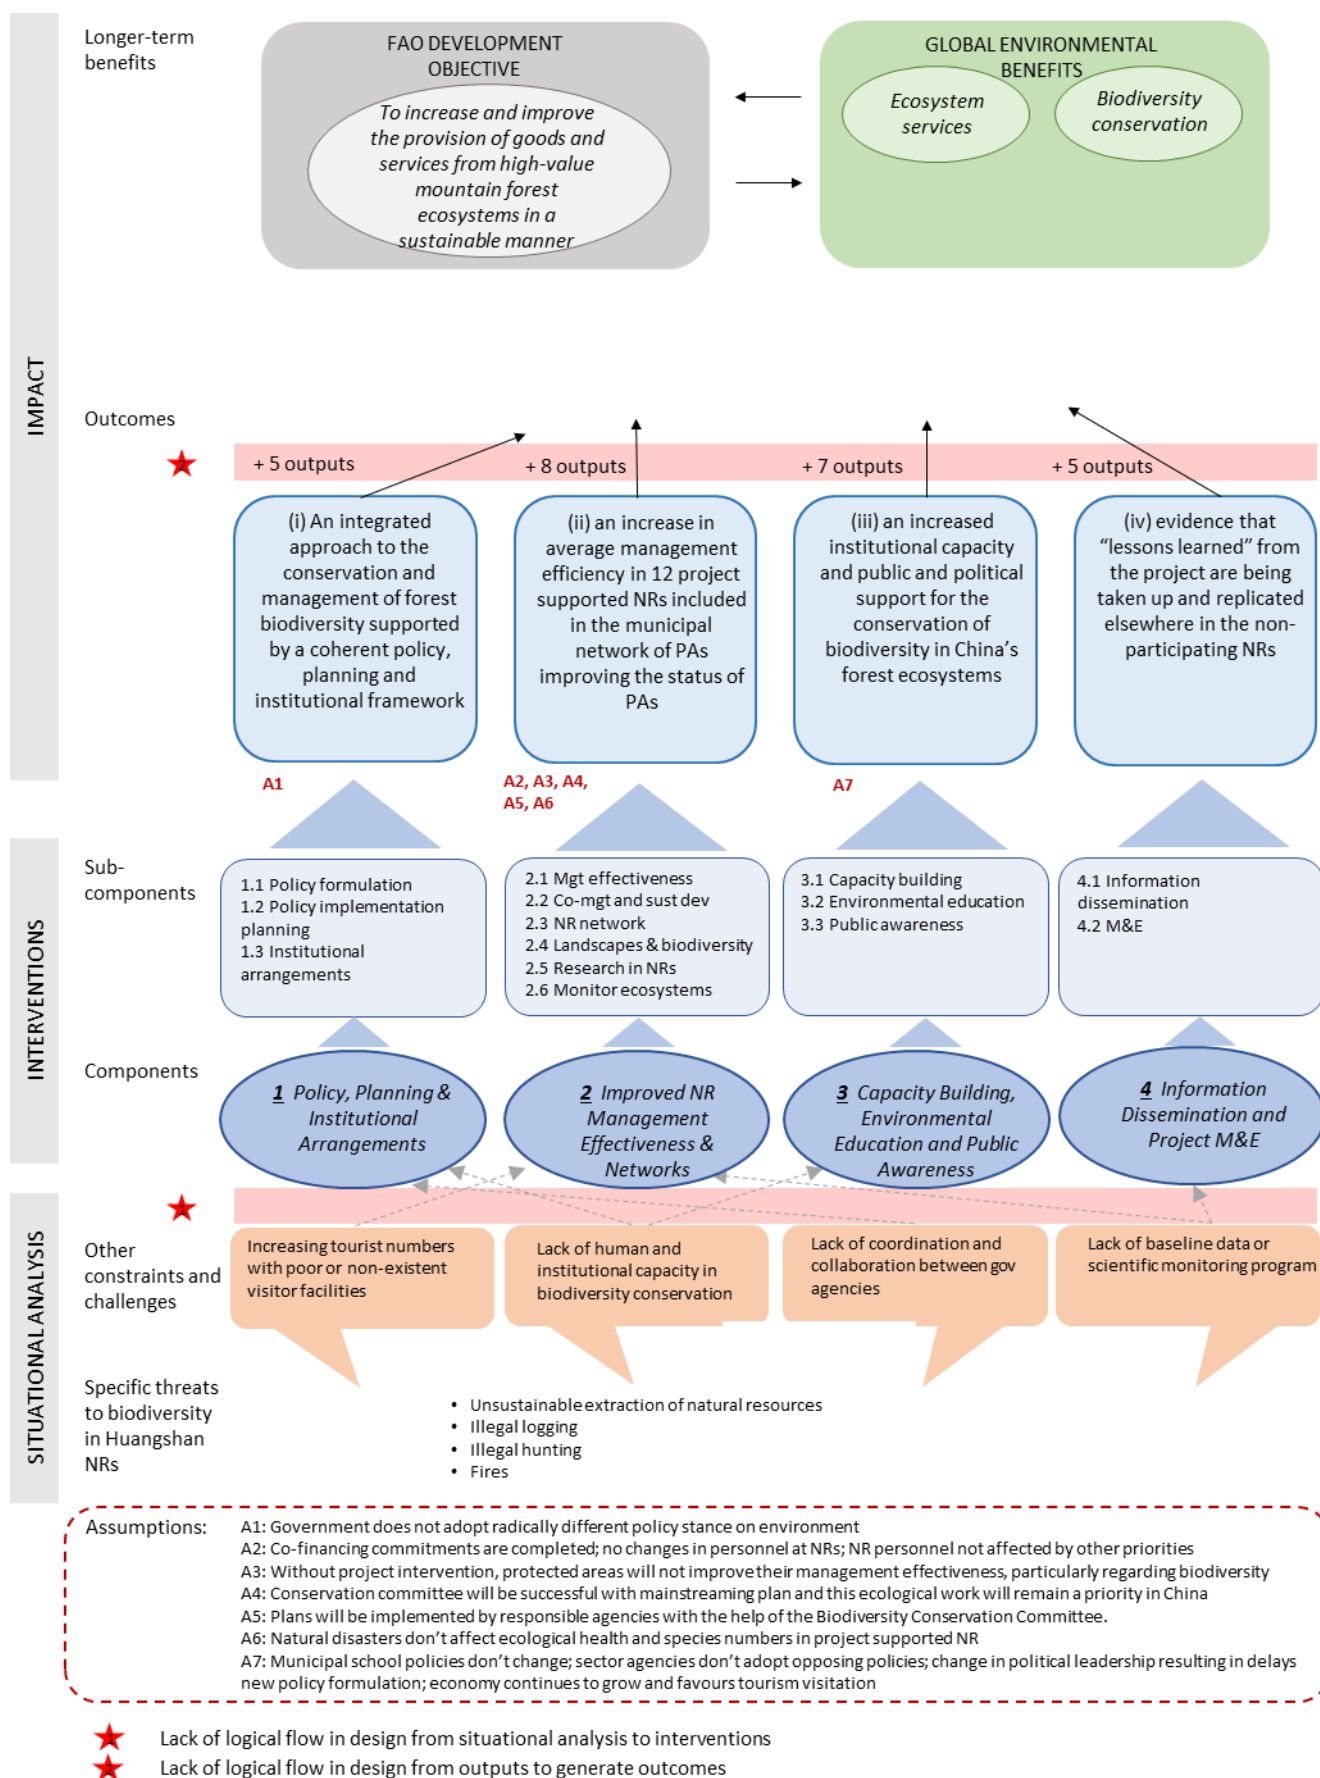 Longer-term
benefits
FAO DEVELOPMENT
OBJECTIVE
To increase and improve
the provision of goods and
services from high-value
mountain forest
ecosystems in a
sustainable manner
GLOBAL ENVIRONMENTAL
BENEFITS
Ecosystem
services
Biodiversity
conservation
IMPACT
Outcomes
2
+ 5 outputs
+ 8 outputs
+ 7 outputs
+ 5 outputs
(i) An integrated
approach to the
conservation and
management of forest
biodiversity supported
by a coherent policy,
planning and
institutional framework
(ii) an increase in
average management
efficiency in 12 project
supported NRs included
in the municipal
network of PAs
improving the status of
PAs
(iii) an increased
institutional capacity
and public and political
support for the
conservation of
biodiversity in China's
forest ecosystems
(iv) evidence that
“lessons learned” from
the project are being
taken up and replicated
elsewhere in the non-
participating NRs
A1
A2, A3, A4,
A5, A6
A7
INTERVENTIONS
Sub-
components
1.1 Policy formulation
1.2 Policy implementation
planning
1.3 Institutional
arrangements
2.1 Mgt effectiveness
2.2 Co-mgt and sust dev
2.3 NR network
2.4 Landscapes & biodiversity
2.5 Research in NRs
2.6 Monitor ecosystems
3.1 Capacity building
3.2 Environmental education
3.3 Public awareness
4.1 Information
dissemination
4.2 M&E
Components
1 Policy, Planning &
Institutional
Arrangements
2 Improved NR
Management
Effectiveness &
Networks
3 Capacity Building,
Environmental
Education and Public
Awareness
4 Information
Dissemination and
Project M&E
SITUATIONAL ANALYSIS
1
Other
constraints and
challenges
Increasing tourist numbers
with poor or non-existent
visitor facilities
Lack of human and
institutional capacity in
biodiversity conservation
Lack of coordination and
collaboration between gov
agencies
Lack of baseline data or
scientific monitoring program
Specific threats
to biodiversity
in Huangshan
NRs
• Unsustainable extraction of natural resources
• Illegal logging
• Illegal hunting
• Fires
Assumptions:
A1: Government does not adopt radically different policy stance on environment
A2: Co-financing commitments are completed; no changes in personnel at NRs; NR personnel not affected by other priorities
A3: Without project intervention, protected areas will not improve their management effectiveness, particularly regarding biodiversity
A4: Conservation committee will be successful with mainstreaming plan and this ecological work will remain a priority in China
A5: Plans will be implemented by responsible agencies with the help of the Biodiversity Conservation Committee.
A6: Natural disasters don't affect ecological health and species numbers in project supported NR
A7: Municipal school policies don't change; sector agencies don't adopt opposing policies; change in political leadership resulting in delays
new policy formulation; economy continues to grow and favours tourism visitation
1 Lack of logical flow in design from situational analysis to interventions
2 Lack of logical flow in design from outputs to generate outcomes